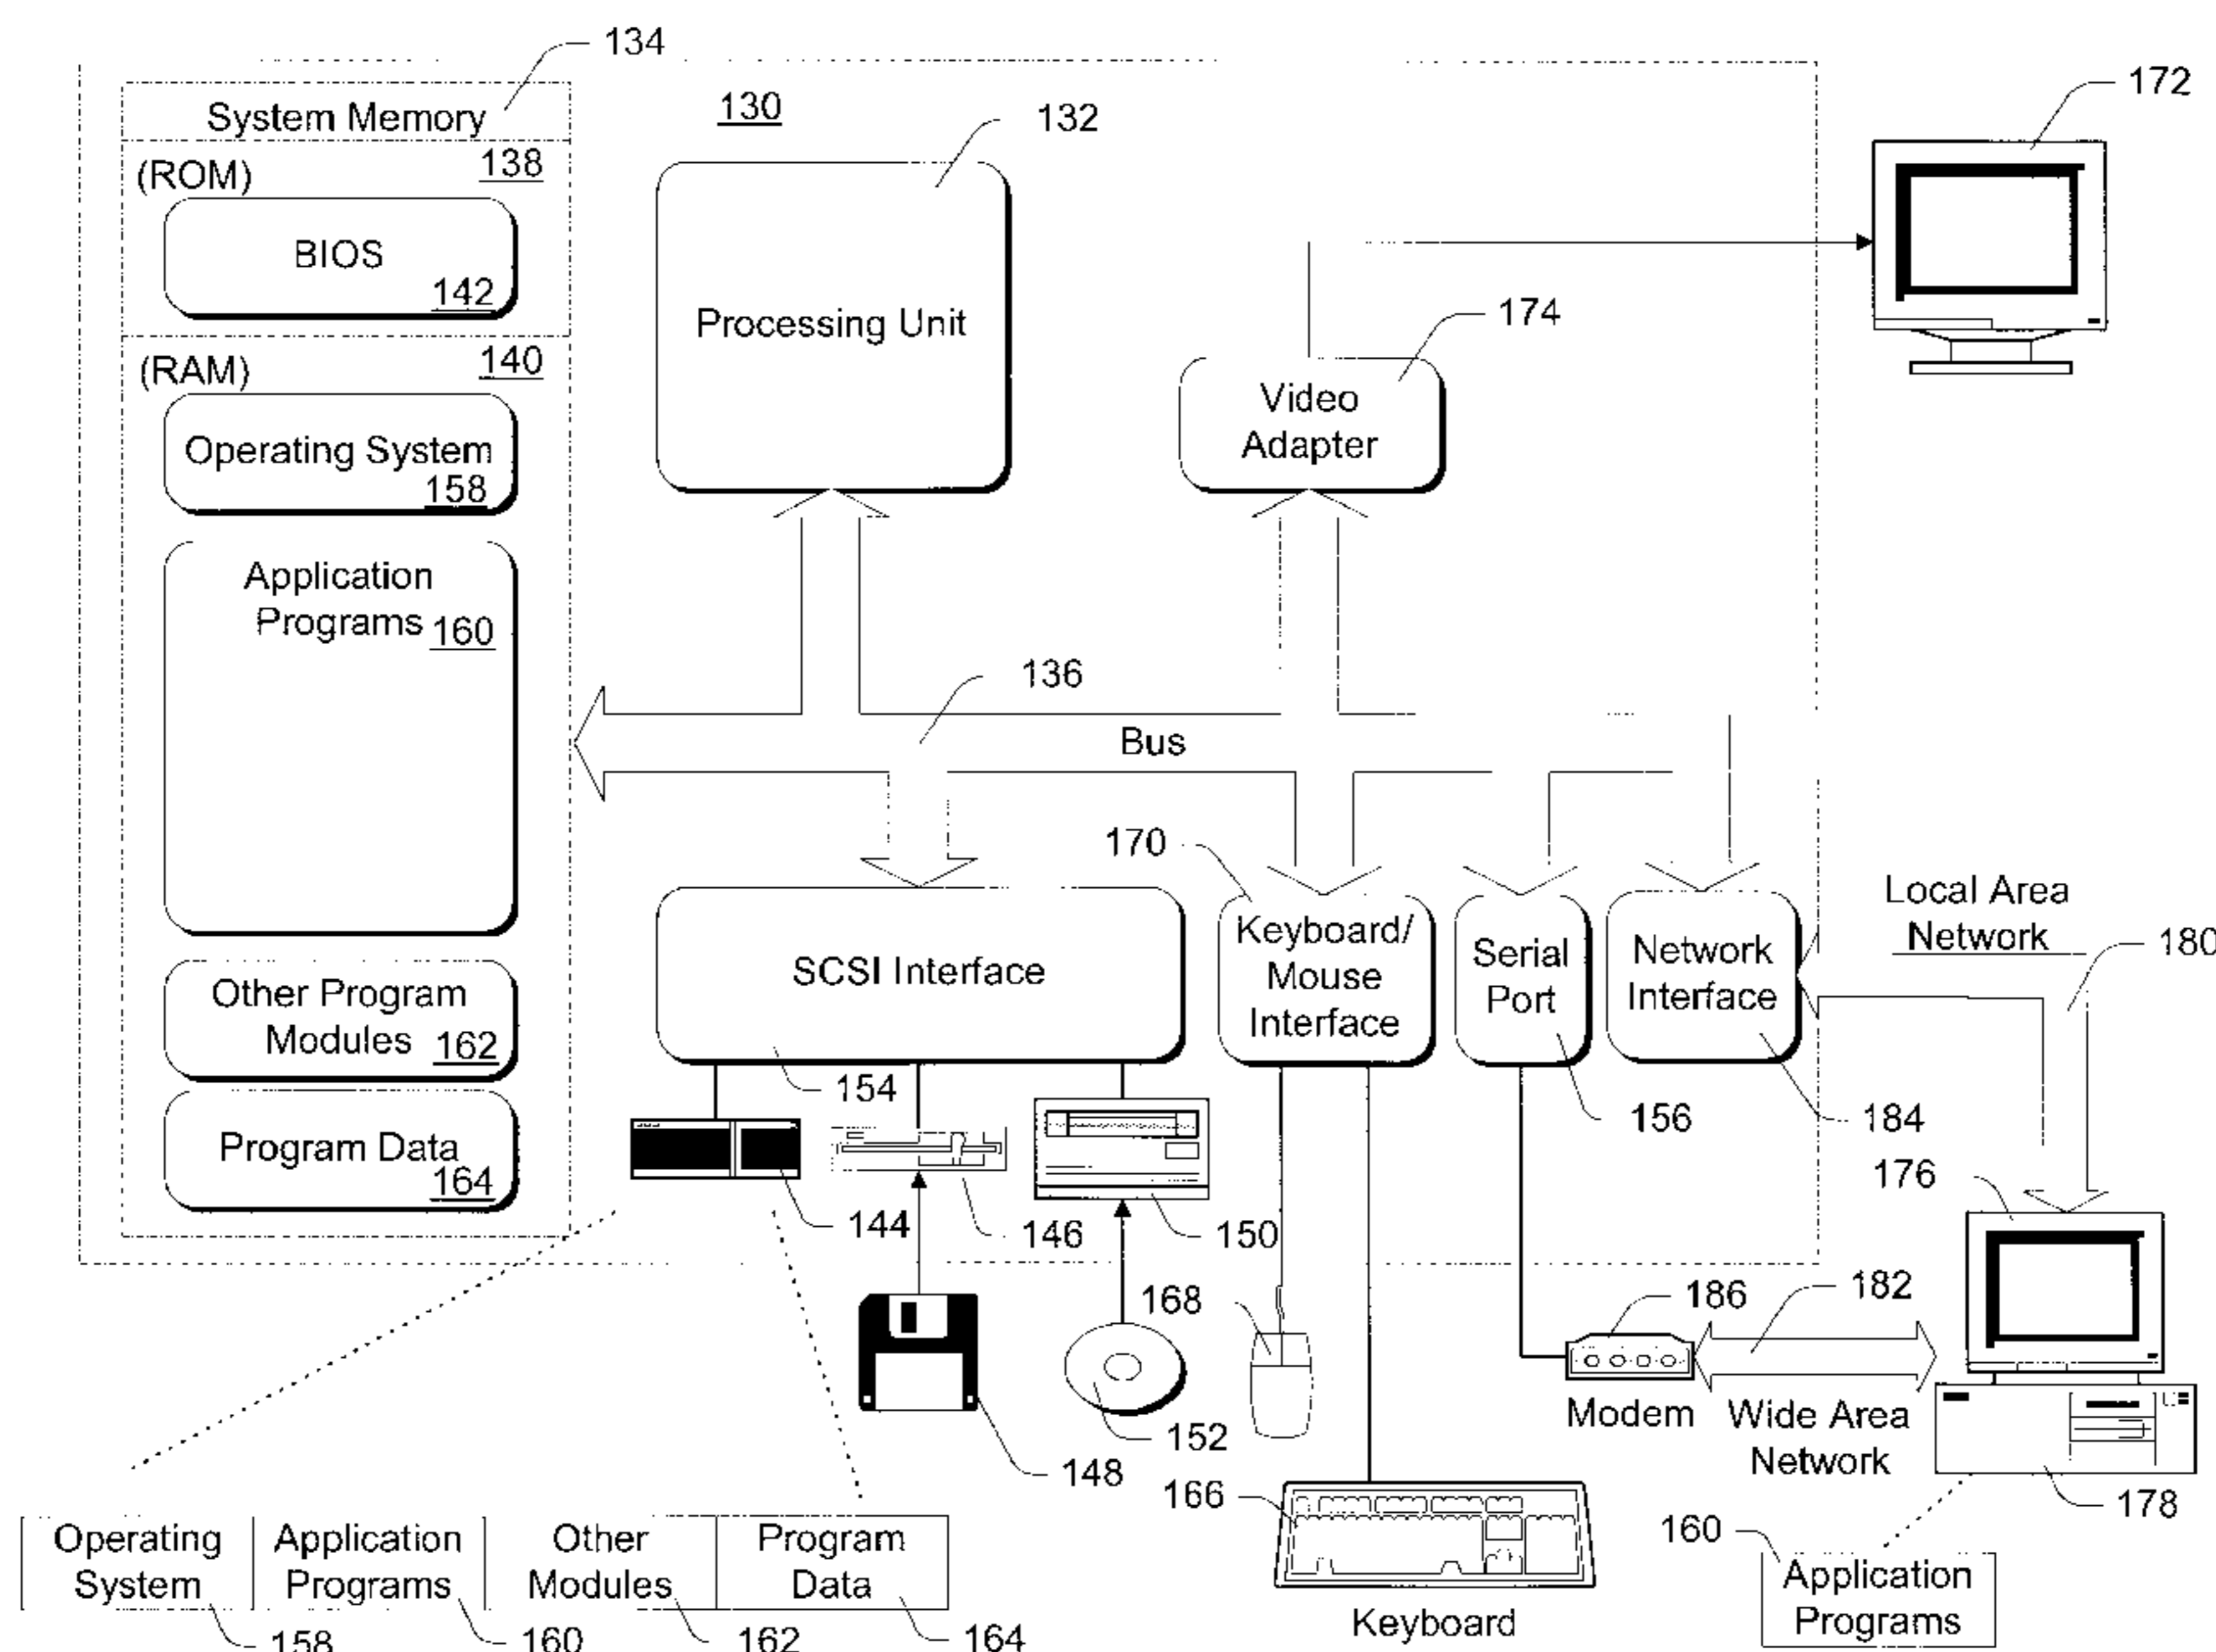 134
System Memory
130
132
172
(ROM)
138
BIOS
142
Processing Unit
174
Video
Adapter
(RAM)
140
Operating System
158
Application
Programs
160
136
Bus
170
Keyboard/
Mouse
Interface
SCSI Interface
Serial
Port
Network
Interface
Local Area
Network
180
Other Program
Modules
162
154
156
184
Program Data
164
144
146
150
176
168
186
182
Modem
Wide Area
Network
152
148
166
178
160
Operating
System
Application
Programs
Other
Modules
Program
Data
Application
Programs
Keyboard
158
160
162
164